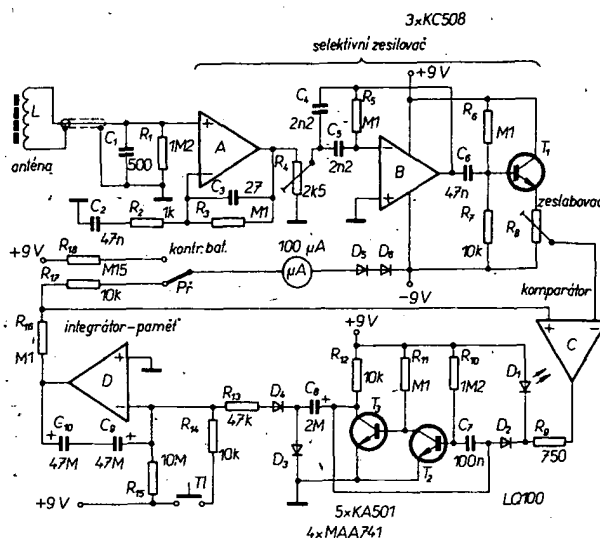 3xKC508
selektivní zesilovač
+9V
L
anténa
C1
500
R1
1M2
A
C3
27
R4
2k5
C2
47n
R2
1k
R3
M1
C4
2n2
C5
2n2
R5
M1
B
C6
47n
R6
M1
T1
R7
10k
R8
zeslabovač
+9V
R18
M15
kontr. bat.
R17
10k
Př
100 µA
µA
D5
D6
-9V
komparátor
R16
M1
integrátor-paměť
D
C
+9V
R12
10k
R11
M1
R10
1M2
D1
R13
47k
D4
C8
2M
T3
T2
C7
100n
D2
R9
750
C10
47M
C9
47M
R14
10k
D3
10M
R15
Tl
+9V
5xKA501
4xMAA741
LQ100